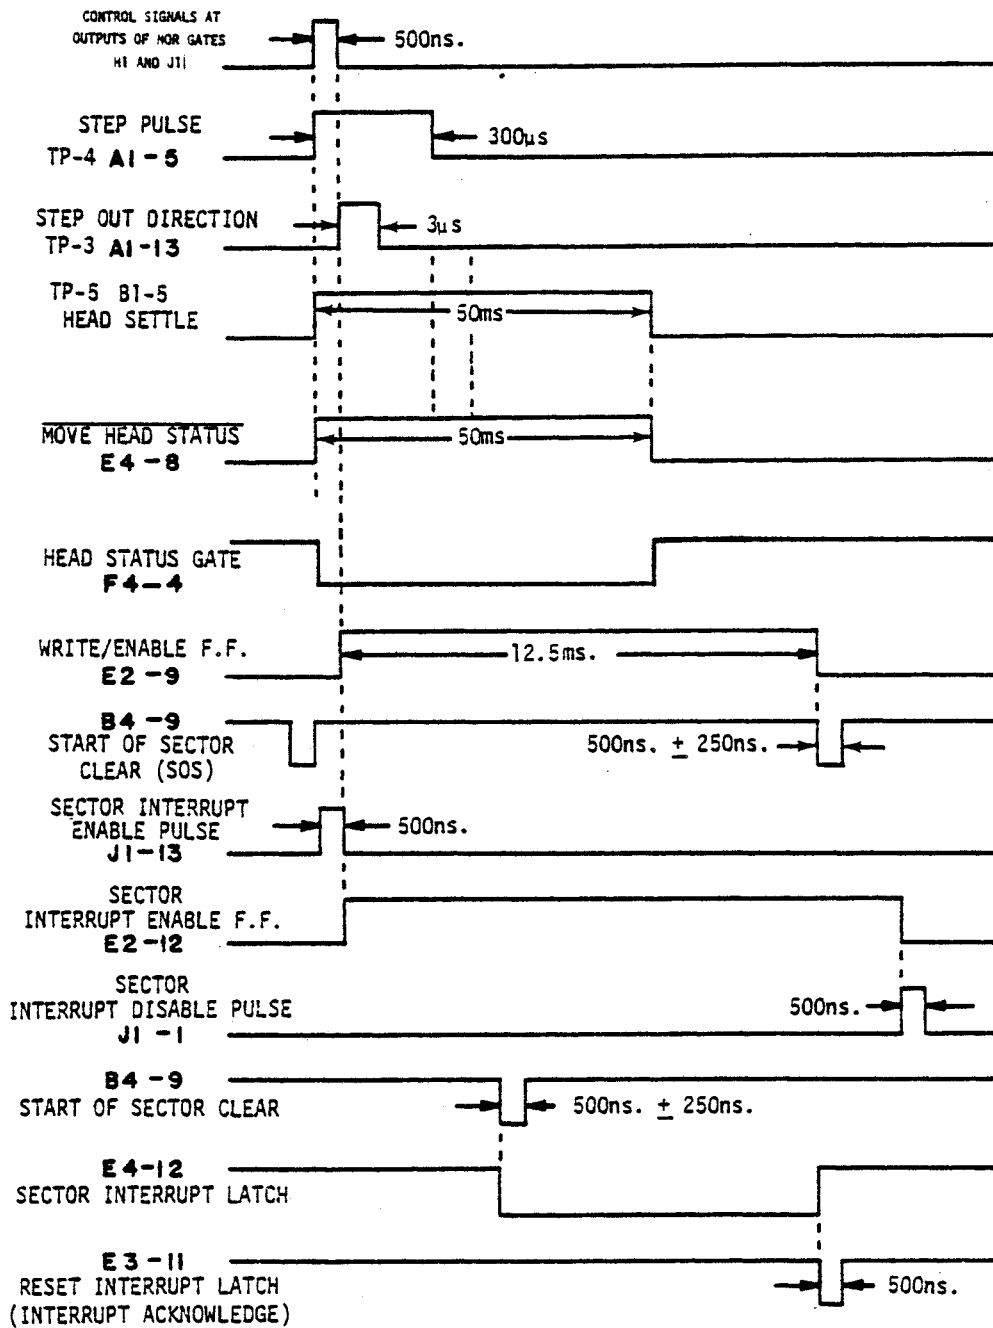 CONTROL SIGNALS AT
OUTPUTS OF NOR GATES
H1 AND J1
500ns.
STEP PULSE
TP-4 A1-5
300µs
STEP OUT DIRECTION
TP-3 A1-13
3µs
TP-5 B1-5
HEAD SETTLE
50ms
MOVE HEAD STATUS
E4-8
50ms
HEAD STATUS GATE
F4-4
WRITE/ENABLE F.F.
E2-9
12.5ms.
B4-9
START OF SECTOR
CLEAR (SOS)
500ns. ± 250ns.
SECTOR INTERRUPT
ENABLE PULSE
J1-13
500ns.
SECTOR
INTERRUPT ENABLE F.F.
E2-12
SECTOR
INTERRUPT DISABLE PULSE
J1-1
500ns.
B4-9
START OF SECTOR CLEAR
500ns. ± 250ns.
E4-12
SECTOR INTERRUPT LATCH
E3-11
RESET INTERRUPT LATCH
(INTERRUPT ACKNOWLEDGE)
500ns.